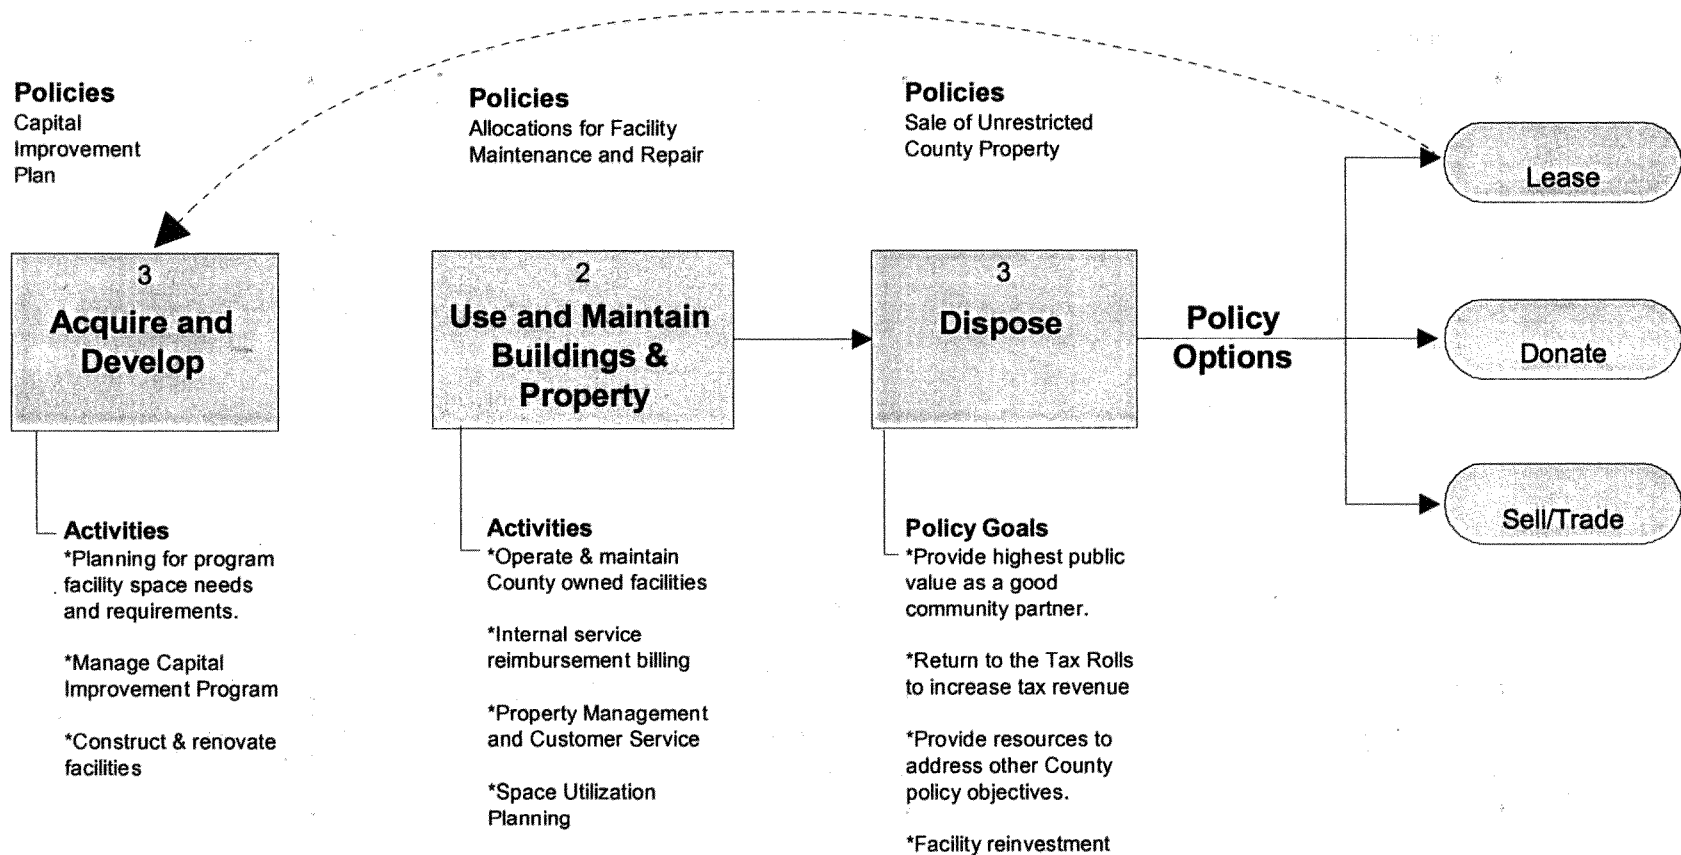 Policies
Capital
Improvement
Plan
Policies
Allocations for Facility
Maintenance and Repair
Policies
Sale of Unrestricted
County Property
3
Acquire and
Develop
2
Use and Maintain
Buildings &
Property
3
Dispose
Policy
Options
Lease
Donate
Sell/Trade
Activities
*Planning for program
facility space needs
and requirements.
*Manage Capital
Improvement Program
*Construct & renovate
facilities
Activities
*Operate & maintain
County owned facilities
*Internal service
reimbursement billing
*Property Management
and Customer Service
*Space Utilization
Planning
Policy Goals
*Provide highest public
value as a good
community partner.
*Return to the Tax Rolls
to increase tax revenue
*Provide resources to
address other County
policy objectives.
*Facility reinvestment